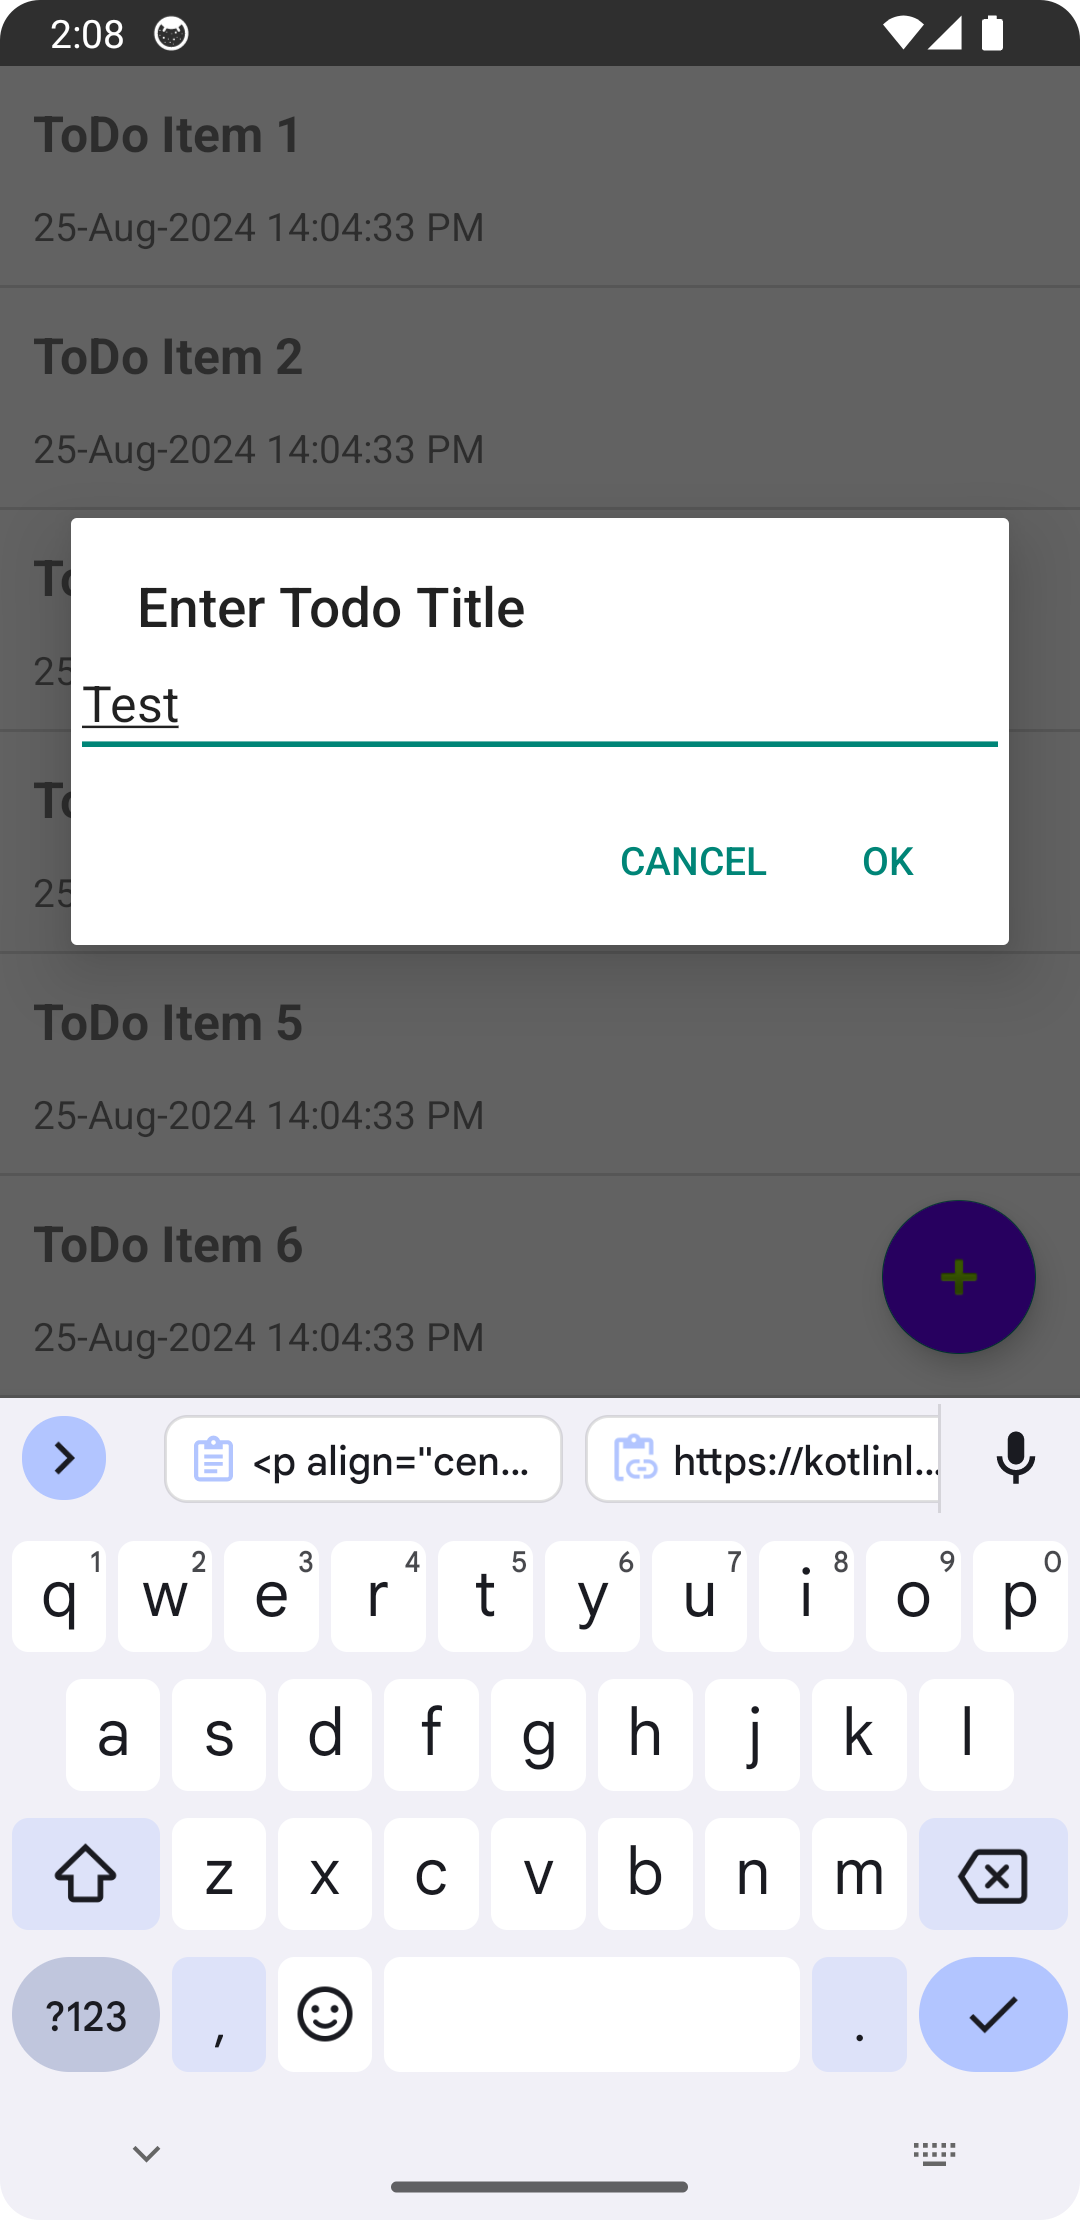 2:08
ToDo Item 1
25-Aug-2024 14:04:33 PM
ToDo Item 2
25-Aug-2024 14:04:33 PM
To
25
To
25
Enter Todo Title
Test
CANCEL OK
ToDo Item 5
25-Aug-2024 14:04:33 PM
ToDo Item 6
25-Aug-2024 14:04:33 PM
+
<p align="cen... https://kotlinl...
q 1 w 2 e 3 r 4 t 5 y 6 u 7 i 8 o 9 p 0
a s d f g h j k l
z x c v b n m
?123 , .